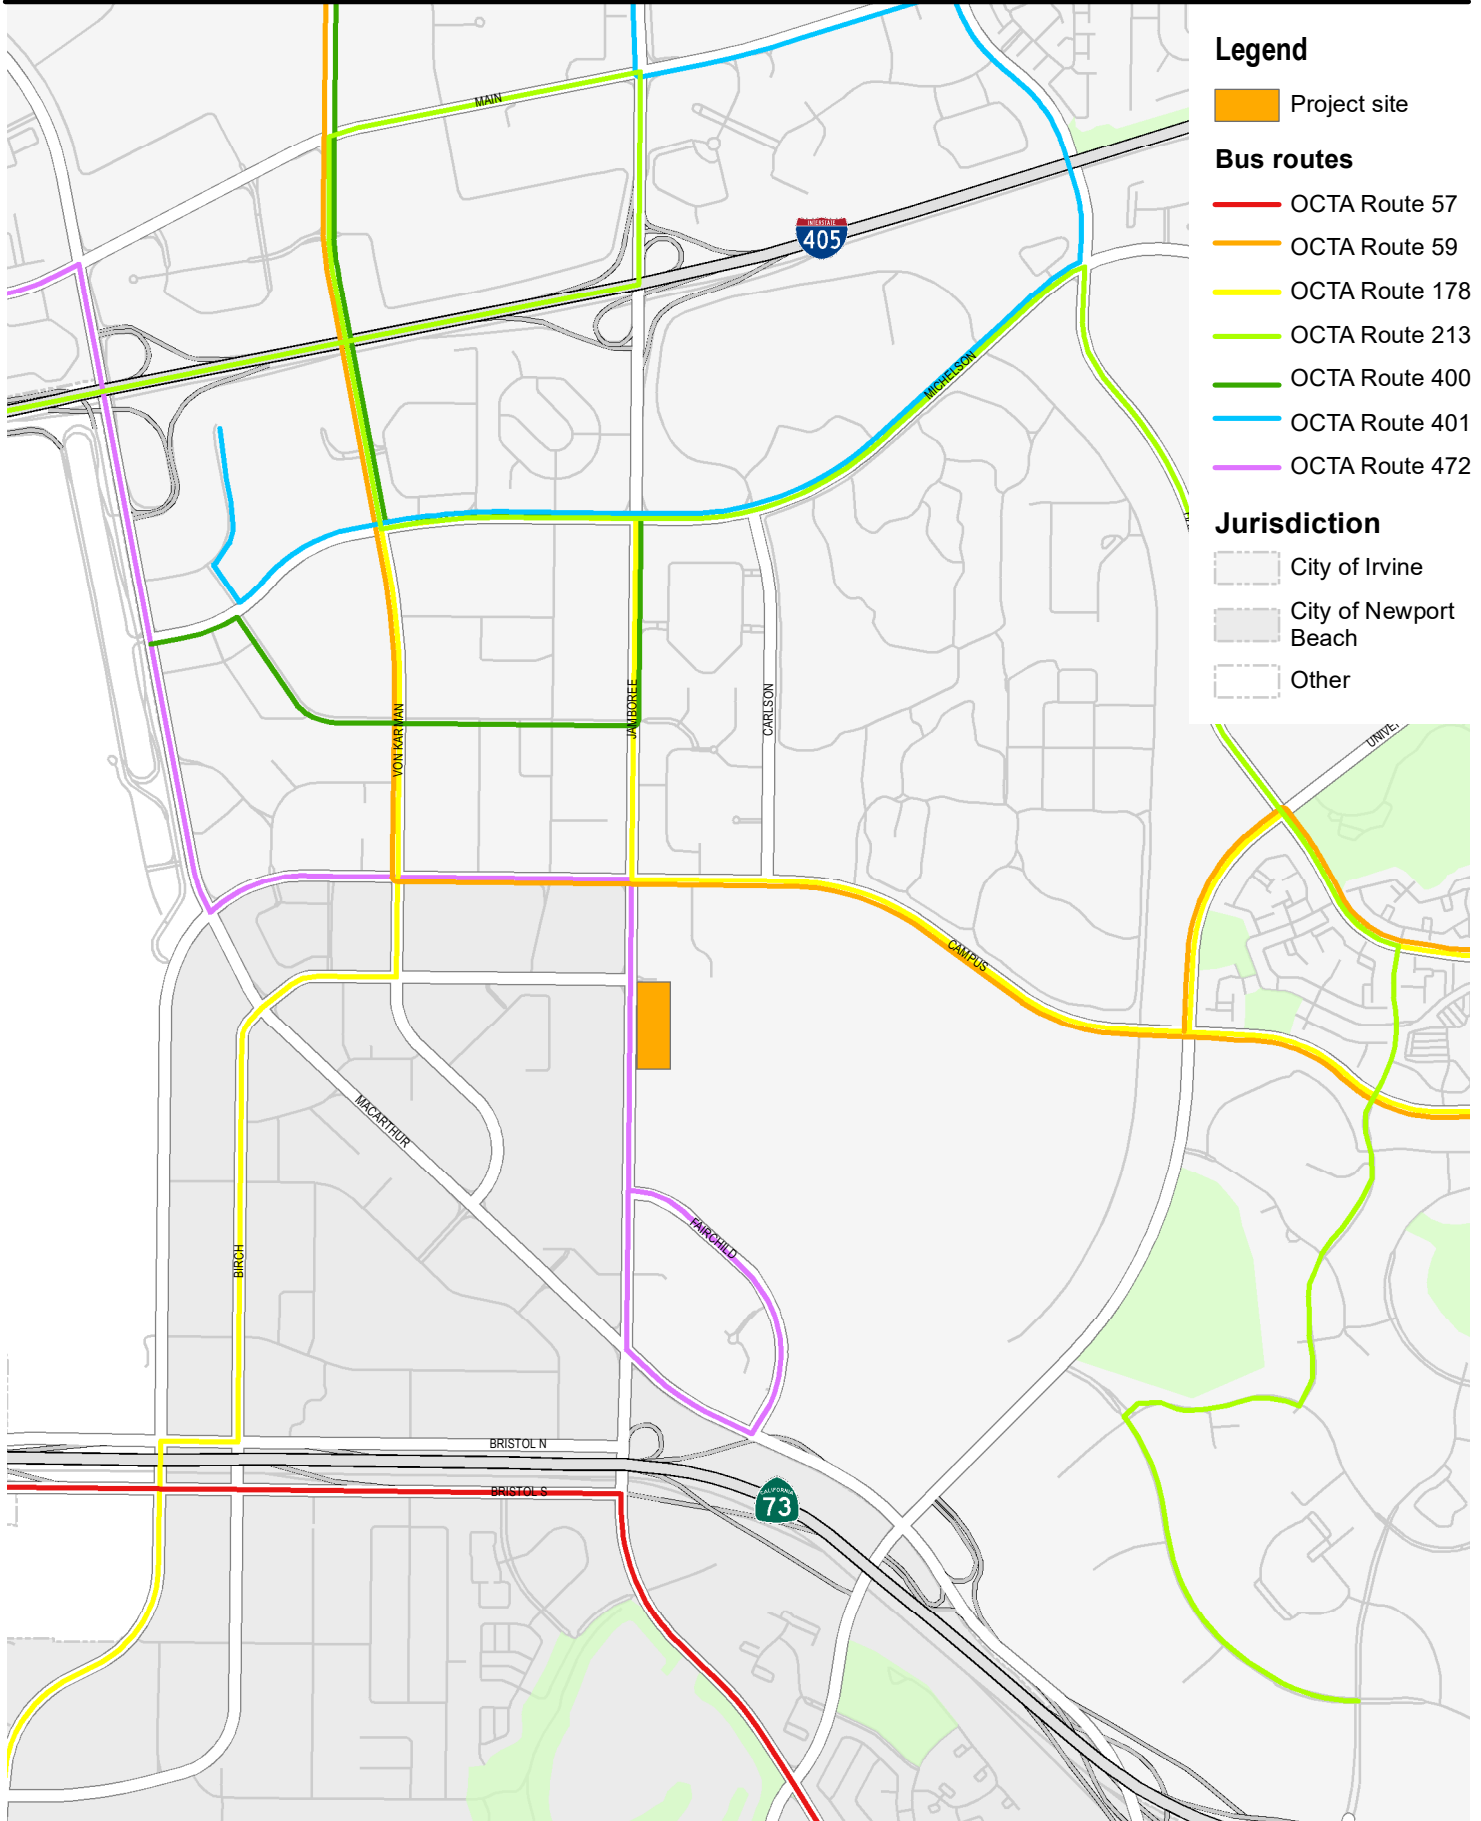 Legend
Project site
Bus routes
OCTA Route 57
OCTA Route 59
OCTA Route 178
OCTA Route 213
OCTA Route 400
OCTA Route 401
OCTA Route 472
Jurisdiction
City of Irvine
City of Newport
Beach
Other
MAIN
INTERSTATE
405
MICHELSON
VON KARMAN
JAMBOREE
CARLSON
CAMPUS
MACARTHUR
FAIRCHILD
BIRCH
BRISTOL N
BRISTOL S
CALIFORNIA
73